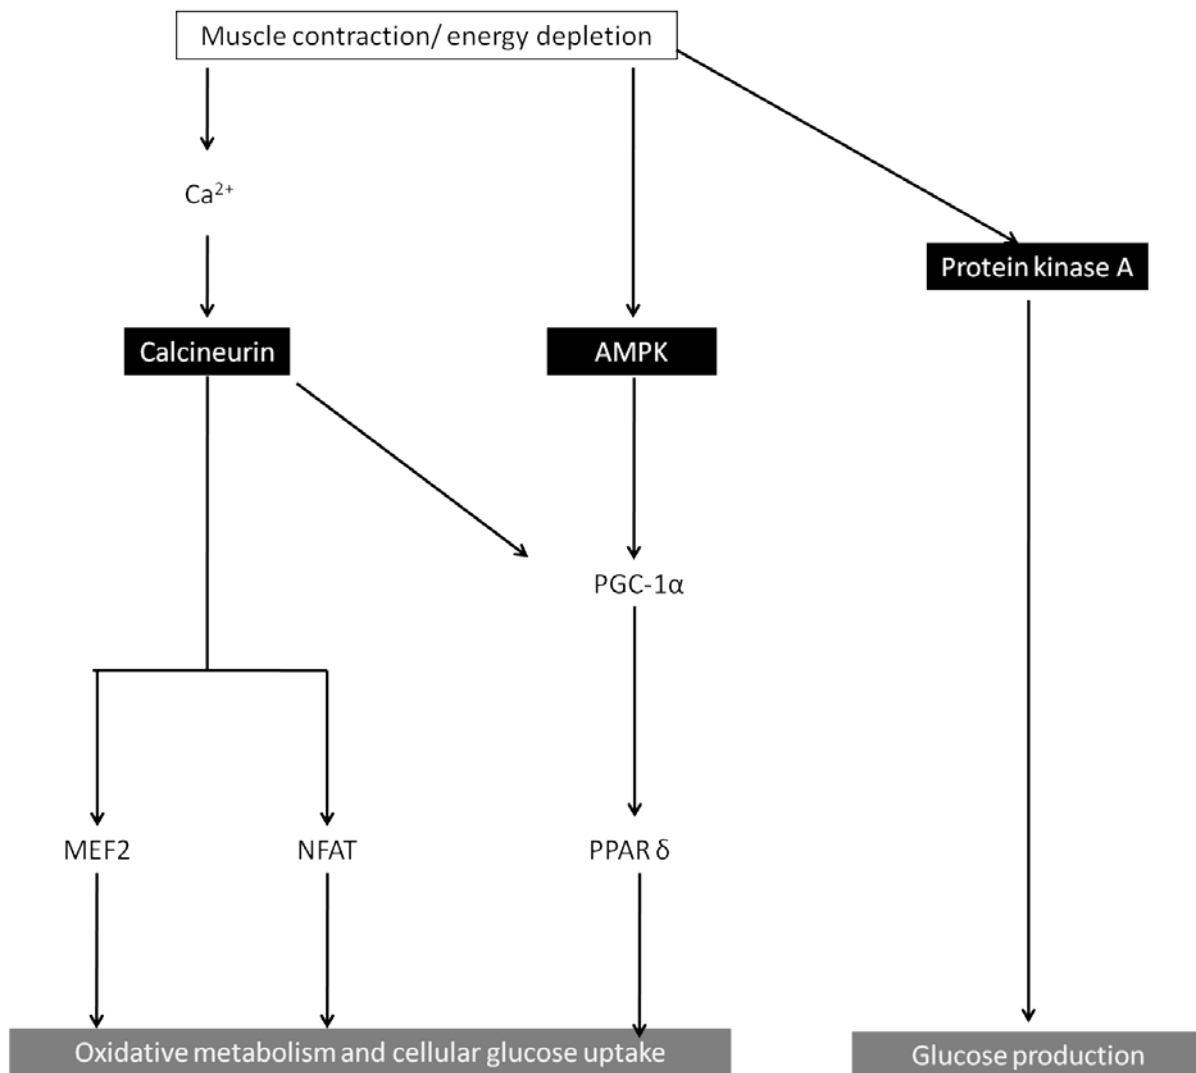 Muscle contraction/ energy depletion
Ca²⁺
Protein kinase A
Calcineurin
AMPK
PGC-1α
MEF2
NFAT
PPAR δ
Oxidative metabolism and cellular glucose uptake
Glucose production